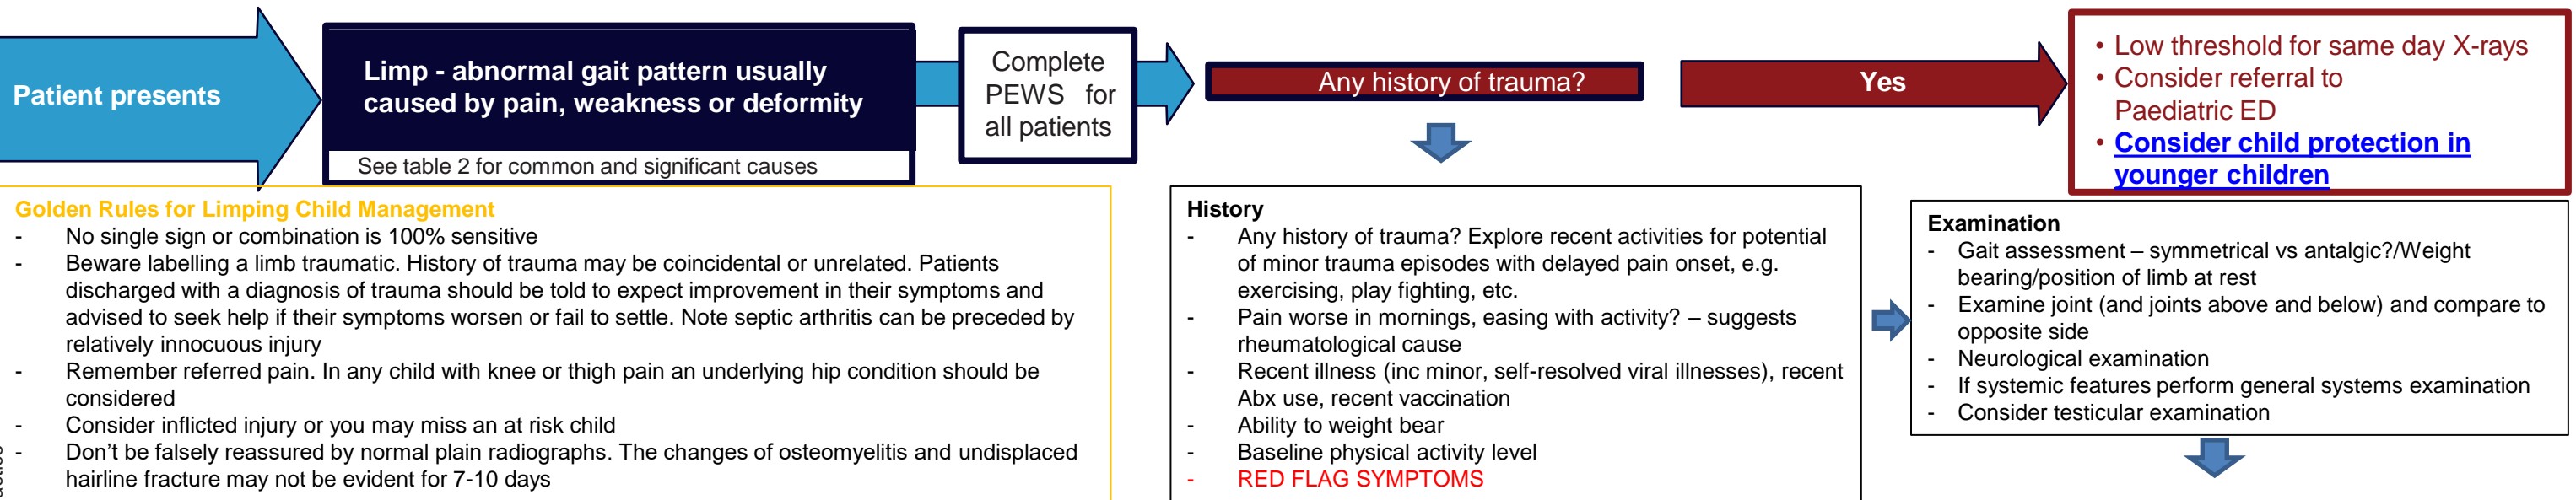 Patient presents
Limp - abnormal gait pattern usually
caused by pain, weakness or deformity
See table 2 for common and significant causes
Complete
PEWS for
all patients
Any history of trauma?
Yes
• Low threshold for same day X-rays
• Consider referral to
Paediatric ED
• Consider child protection in
younger children
Golden Rules for Limping Child Management
- No single sign or combination is 100% sensitive
- Beware labelling a limb traumatic. History of trauma may be coincidental or unrelated. Patients
discharged with a diagnosis of trauma should be told to expect improvement in their symptoms and
advised to seek help if their symptoms worsen or fail to settle. Note septic arthritis can be preceded by
relatively innocuous injury
- Remember referred pain. In any child with knee or thigh pain an underlying hip condition should be
considered
- Consider inflicted injury or you may miss an at risk child
- Don't be falsely reassured by normal plain radiographs. The changes of osteomyelitis and undisplaced
hairline fracture may not be evident for 7-10 days
History
- Any history of trauma? Explore recent activities for potential
of minor trauma episodes with delayed pain onset, e.g.
exercising, play fighting, etc.
- Pain worse in mornings, easing with activity? – suggests
rheumatological cause
- Recent illness (inc minor, self-resolved viral illnesses), recent
Abx use, recent vaccination
- Ability to weight bear
- Baseline physical activity level
- RED FLAG SYMPTOMS
Examination
- Gait assessment – symmetrical vs antalgic?/Weight
bearing/position of limb at rest
- Examine joint (and joints above and below) and compare to
opposite side
- Neurological examination
- If systemic features perform general systems examination
- Consider testicular examination